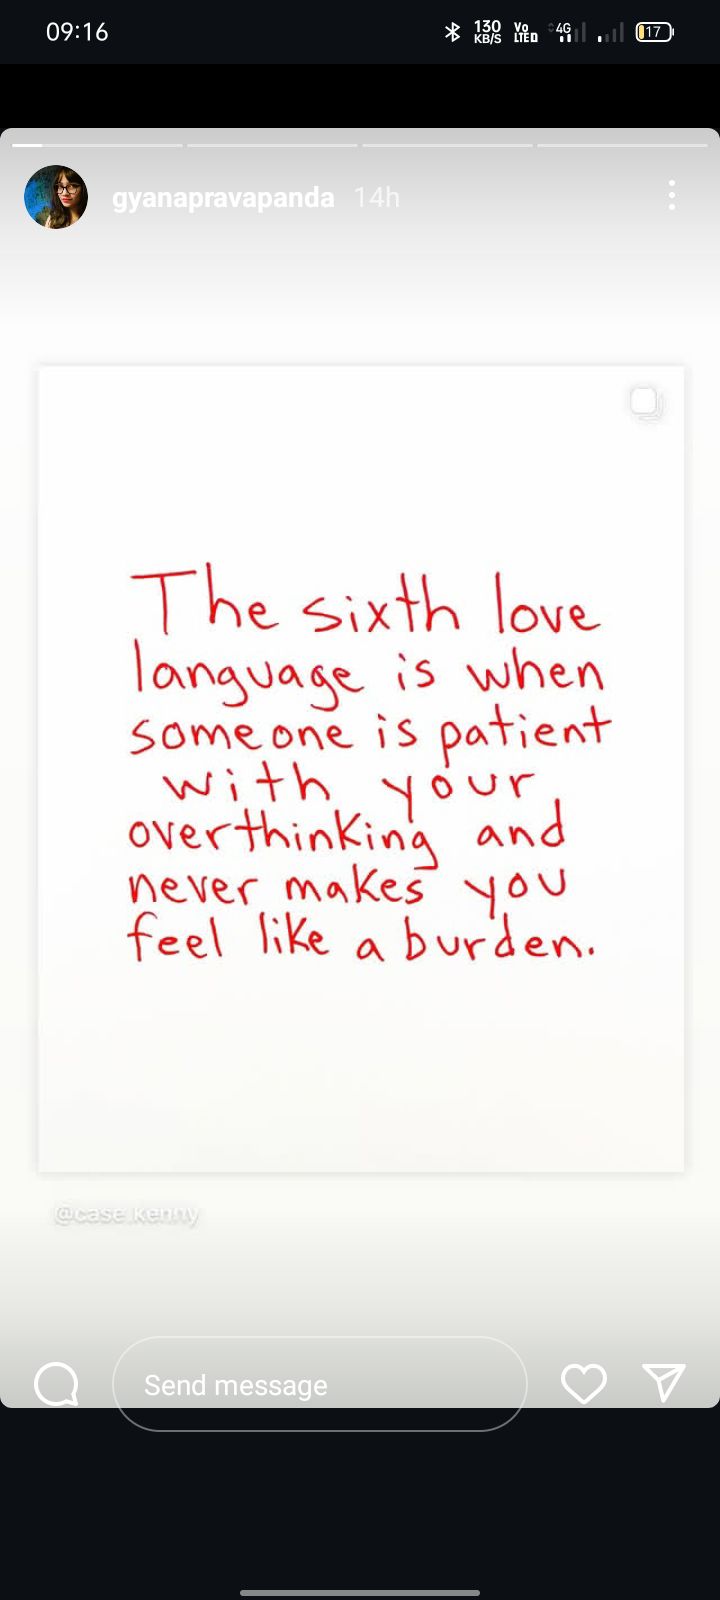 09:16
130
KB/S
Vo
LTE
4G
17
gyanapravapanda 14h
The sixth love
language is when
someone is patient
with your
overthinking and
never makes you
feel like a burden.
@case.kenny
Send message